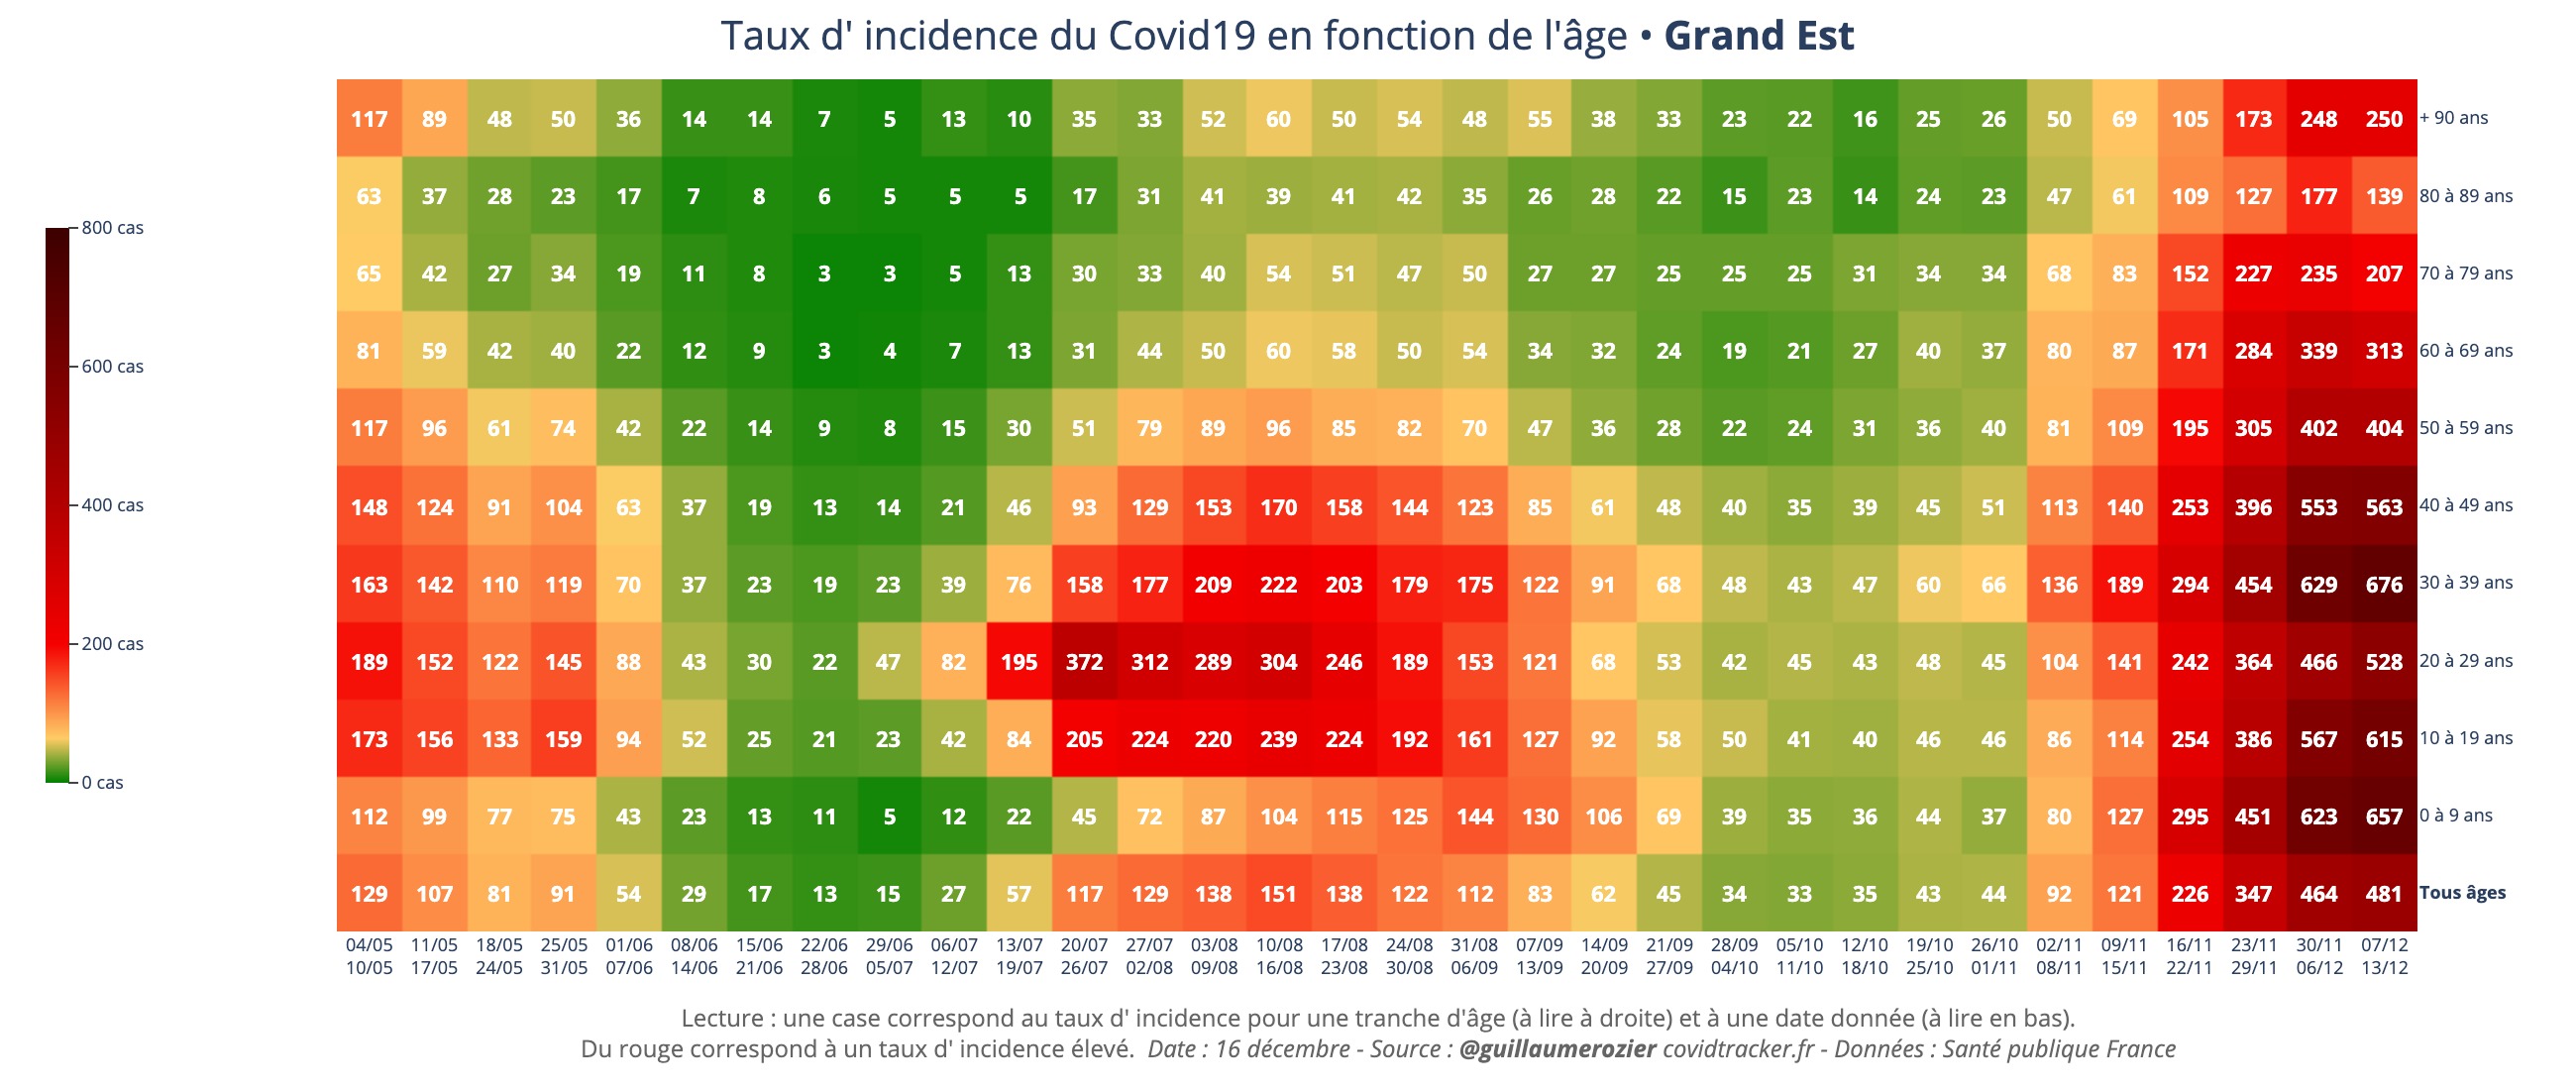 Taux d' incidence du Covid19 en fonction de l'âge • Grand Est
800 cas
600 cas
400 cas
200 cas
0 cas
117 89 48 50 36 14 14 7 5 13 10 35 33 52 60 50 54 48 55 38 33 23 22 16 25 26 50 69 105 173 248 250 + 90 ans
63 37 28 23 17 7 8 6 5 5 5 17 31 41 39 41 42 35 26 28 22 15 23 14 24 23 47 61 109 127 177 139 80 à 89 ans
65 42 27 34 19 11 8 3 3 5 13 30 33 40 54 51 47 50 27 27 25 25 25 31 34 34 68 83 152 227 235 207 70 à 79 ans
81 59 42 40 22 12 9 3 4 7 13 31 44 50 60 58 50 54 34 32 24 19 21 27 40 37 80 87 171 284 339 313 60 à 69 ans
117 96 61 74 42 22 14 9 8 15 30 51 79 89 96 85 82 70 47 36 28 22 24 31 36 40 81 109 195 305 402 404 50 à 59 ans
148 124 91 104 63 37 19 13 14 21 46 93 129 153 170 158 144 123 85 61 48 40 35 39 45 51 113 140 253 396 553 563 40 à 49 ans
163 142 110 119 70 37 23 19 23 39 76 158 177 209 222 203 179 175 122 91 68 48 43 47 60 66 136 189 294 454 629 676 30 à 39 ans
189 152 122 145 88 43 30 22 47 82 195 372 312 289 304 246 189 153 121 68 53 42 45 43 48 45 104 141 242 364 466 528 20 à 29 ans
173 156 133 159 94 52 25 21 23 42 84 205 224 220 239 224 192 161 127 92 58 50 41 40 46 46 86 114 254 386 567 615 10 à 19 ans
112 99 77 75 43 23 13 11 5 12 22 45 72 87 104 115 125 144 130 106 69 39 35 36 44 37 80 127 295 451 623 657 0 à 9 ans
129 107 81 91 54 29 17 13 15 27 57 117 129 138 151 138 122 112 83 62 45 34 33 35 43 44 92 121 226 347 464 481 Tous âges
04/05 11/05 18/05 25/05 01/06 08/06 15/06 22/06 29/06 06/07 13/07 20/07 27/07 03/08 10/08 17/08 24/08 31/08 07/09 14/09 21/09 28/09 05/10 12/10 19/10 26/10 02/11 09/11 16/11 23/11 30/11 07/12
10/05 17/05 24/05 31/05 07/06 14/06 21/06 28/06 05/07 12/07 19/07 26/07 02/08 09/08 16/08 23/08 30/08 06/09 13/09 20/09 27/09 04/10 11/10 18/10 25/10 01/11 08/11 15/11 22/11 29/11 06/12 13/12
Lecture : une case correspond au taux d' incidence pour une tranche d'âge (à lire à droite) et à une date donnée (à lire en bas).
Du rouge correspond à un taux d' incidence élevé. Date : 16 décembre - Source : @guillaumerozier covidtracker.fr - Données : Santé publique France